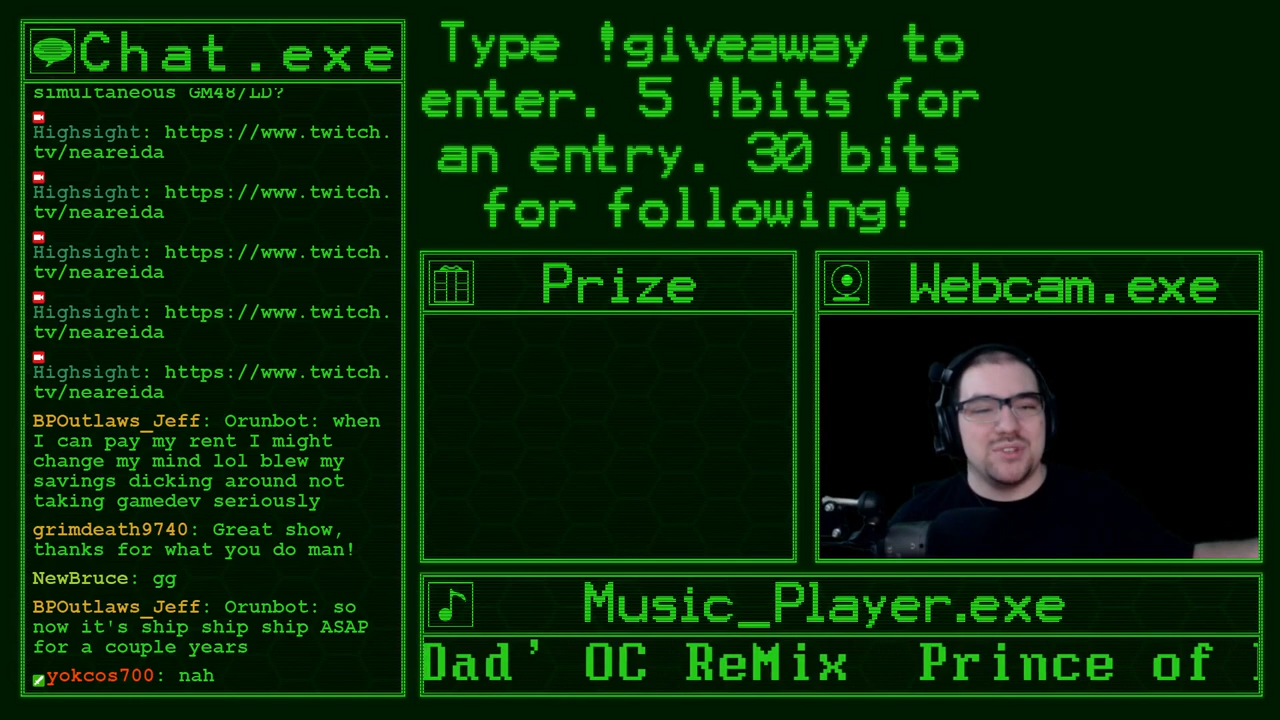 Chat.exe
simultaneous GM48/LD?
Highsight: https://www.twitch.
tv/neareida
Highsight: https://www.twitch.
tv/neareida
Highsight: https://www.twitch.
tv/neareida
Highsight: https://www.twitch.
tv/neareida
Highsight: https://www.twitch.
tv/neareida
BPOutlaws_Jeff: Orunbot: when
I can pay my rent I might
change my mind lol blew my
savings dicking around not
taking gamedev seriously
grimdeath9740: Great show,
thanks for what you do man!
NewBruce: gg
BPOutlaws_Jeff: Orunbot: so
now it's ship ship ship ASAP
for a couple years
yokcos700: nah
Type !giveaway to
enter. 5 !bits for
an entry. 30 bits
for following!
Prize
Webcam.exe
Music_Player.exe
Dad' OC ReMix Prince of